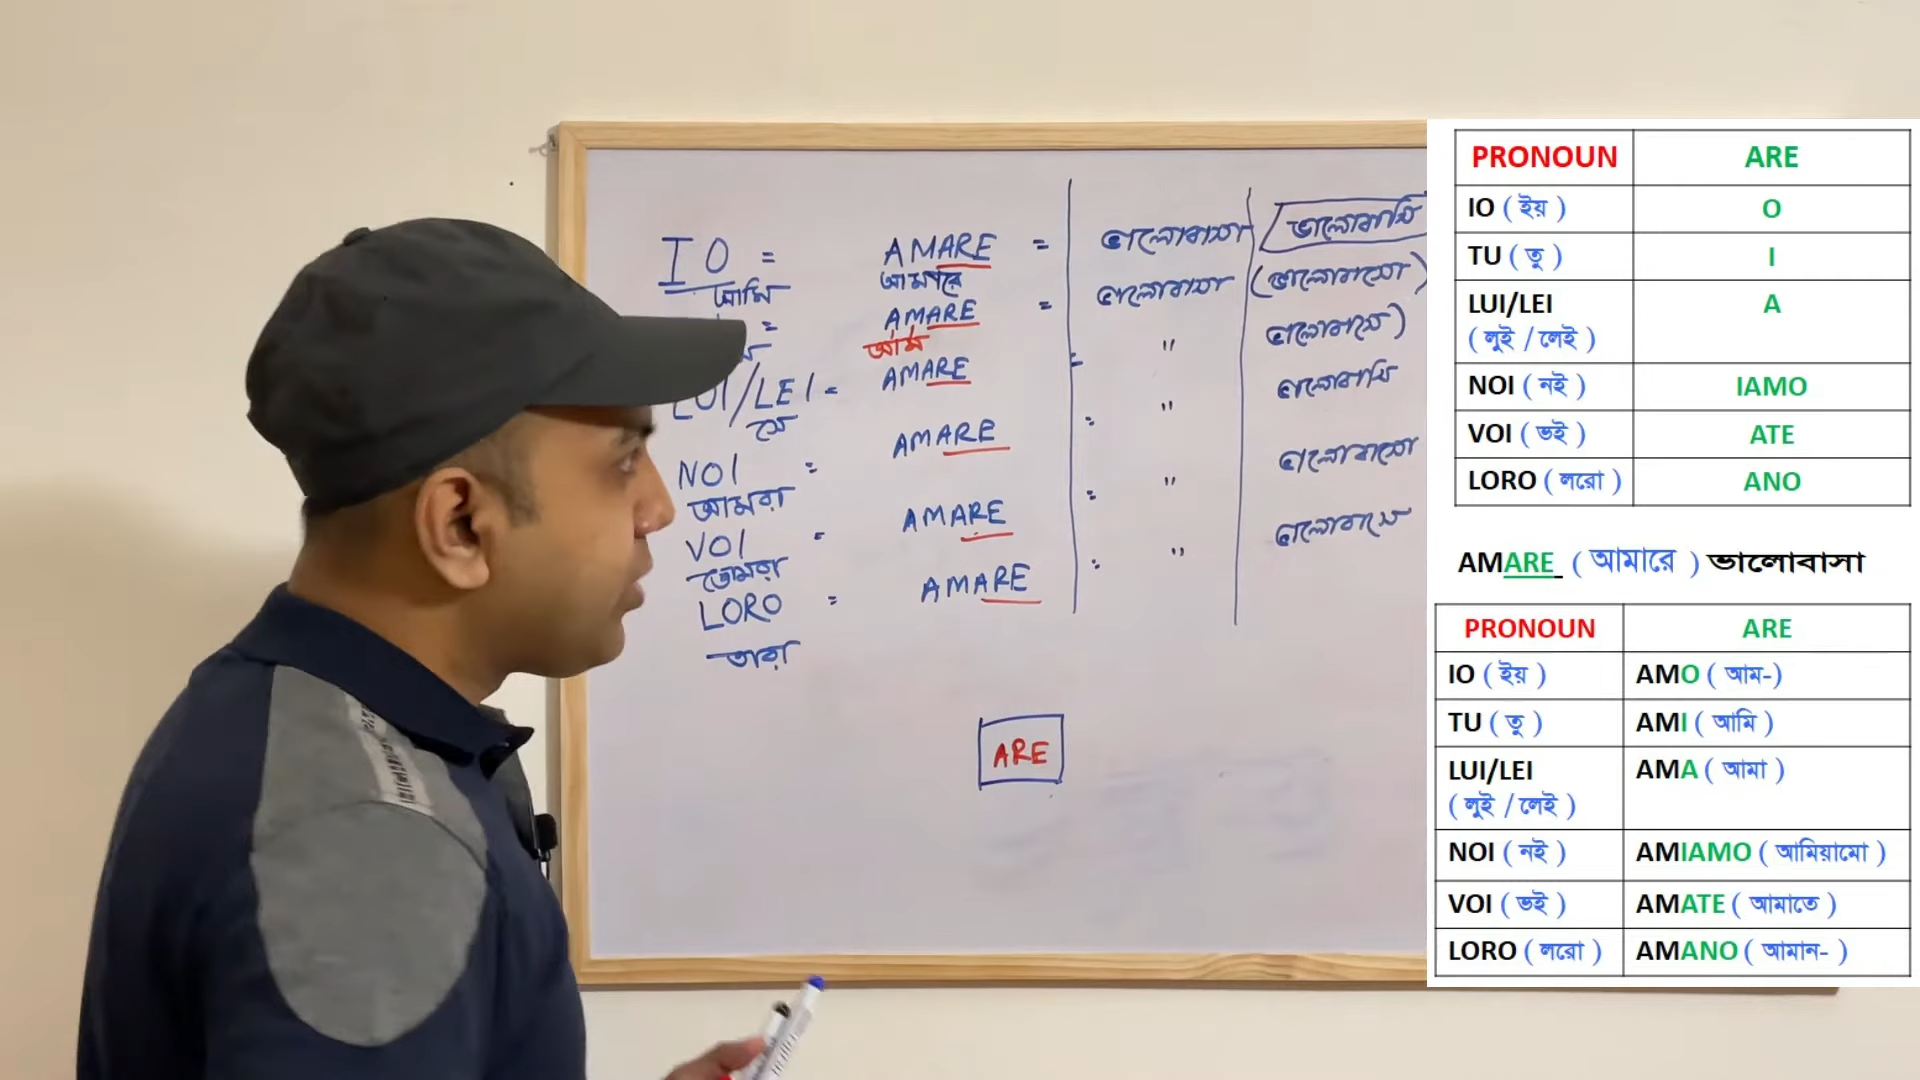 IO = AMARE = ভালোবাসা ভালোবাসি
আমি আমারে
= AMARE = ভালোবাসা (ভালোবাসো)
আম
LUI/LEI = AMARE = " ভালোবাসে)
সে
NOI = AMARE : " ভালোবাসি
আমরা
VOI = AMARE : " ভালোবাসো
তোমরা
LORO = AMARE : " ভালোবাসে
তারা
ARE
PRONOUN ARE
IO ( ইয় ) O
TU ( তু ) I
LUI/LEI A
( লুই / লেই )
NOI ( নই ) IAMO
VOI ( ভই ) ATE
LORO ( লরো ) ANO
AMARE ( আমারে ) ভালোবাসা
PRONOUN ARE
IO ( ইয় ) AMO ( আম-)
TU ( তু ) AMI ( আমি )
LUI/LEI AMA ( আমা )
( লুই / লেই )
NOI ( নই ) AMIAMO ( আমিয়ামো )
VOI ( ভই ) AMATE ( আমাতে )
LORO ( লরো ) AMANO ( আমান- )